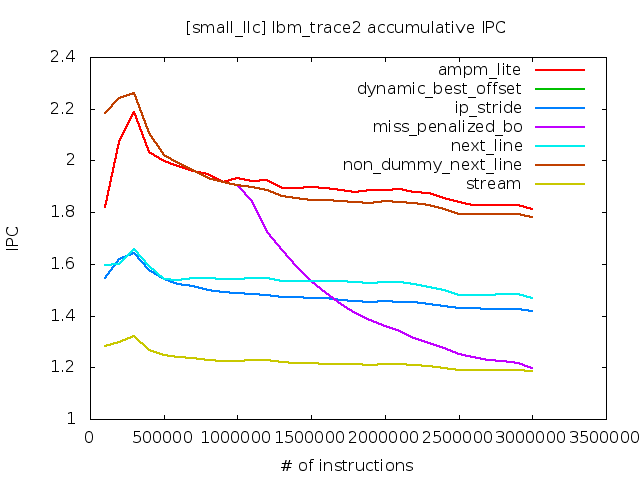 [small_llc] lbm_trace2 accumulative IPC
2.4
2.2
2
1.8
1.6
1.4
1.2
1
IPC
ampm_lite
dynamic_best_offset
ip_stride
miss_penalized_bo
next_line
non_dummy_next_line
stream
0 500000 1000000 1500000 2000000 2500000 3000000 3500000
# of instructions